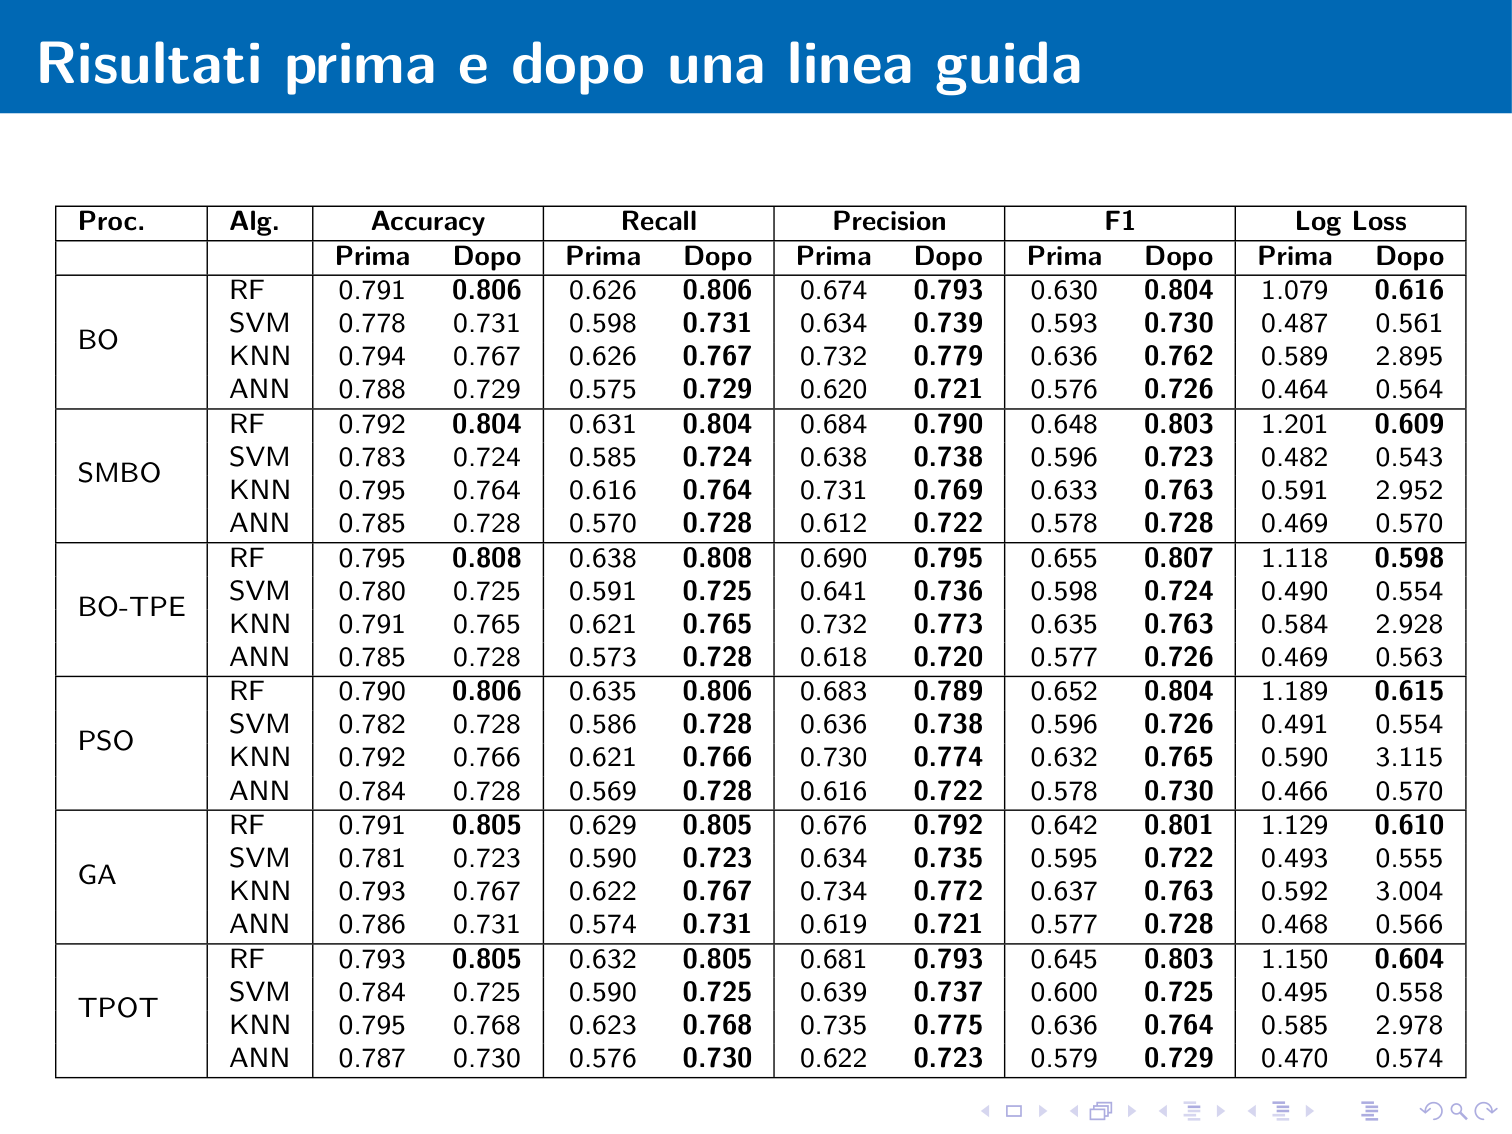 Risultati prima e dopo una linea guida
Proc. Alg. Accuracy Recall Precision F1 Log Loss
Prima Dopo Prima Dopo Prima Dopo Prima Dopo Prima Dopo
BO
RF 0.791 0.806 0.626 0.806 0.674 0.793 0.630 0.804 1.079 0.616
SVM 0.778 0.731 0.598 0.731 0.634 0.739 0.593 0.730 0.487 0.561
KNN 0.794 0.767 0.626 0.767 0.732 0.779 0.636 0.762 0.589 2.895
ANN 0.788 0.729 0.575 0.729 0.620 0.721 0.576 0.726 0.464 0.564
SMBO
RF 0.792 0.804 0.631 0.804 0.684 0.790 0.648 0.803 1.201 0.609
SVM 0.783 0.724 0.585 0.724 0.638 0.738 0.596 0.723 0.482 0.543
KNN 0.795 0.764 0.616 0.764 0.731 0.769 0.633 0.763 0.591 2.952
ANN 0.785 0.728 0.570 0.728 0.612 0.722 0.578 0.728 0.469 0.570
BO-TPE
RF 0.795 0.808 0.638 0.808 0.690 0.795 0.655 0.807 1.118 0.598
SVM 0.780 0.725 0.591 0.725 0.641 0.736 0.598 0.724 0.490 0.554
KNN 0.791 0.765 0.621 0.765 0.732 0.773 0.635 0.763 0.584 2.928
ANN 0.785 0.728 0.573 0.728 0.618 0.720 0.577 0.726 0.469 0.563
PSO
RF 0.790 0.806 0.635 0.806 0.683 0.789 0.652 0.804 1.189 0.615
SVM 0.782 0.728 0.586 0.728 0.636 0.738 0.596 0.726 0.491 0.554
KNN 0.792 0.766 0.621 0.766 0.730 0.774 0.632 0.765 0.590 3.115
ANN 0.784 0.728 0.569 0.728 0.616 0.722 0.578 0.730 0.466 0.570
GA
RF 0.791 0.805 0.629 0.805 0.676 0.792 0.642 0.801 1.129 0.610
SVM 0.781 0.723 0.590 0.723 0.634 0.735 0.595 0.722 0.493 0.555
KNN 0.793 0.767 0.622 0.767 0.734 0.772 0.637 0.763 0.592 3.004
ANN 0.786 0.731 0.574 0.731 0.619 0.721 0.577 0.728 0.468 0.566
TPOT
RF 0.793 0.805 0.632 0.805 0.681 0.793 0.645 0.803 1.150 0.604
SVM 0.784 0.725 0.590 0.725 0.639 0.737 0.600 0.725 0.495 0.558
KNN 0.795 0.768 0.623 0.768 0.735 0.775 0.636 0.764 0.585 2.978
ANN 0.787 0.730 0.576 0.730 0.622 0.723 0.579 0.729 0.470 0.574